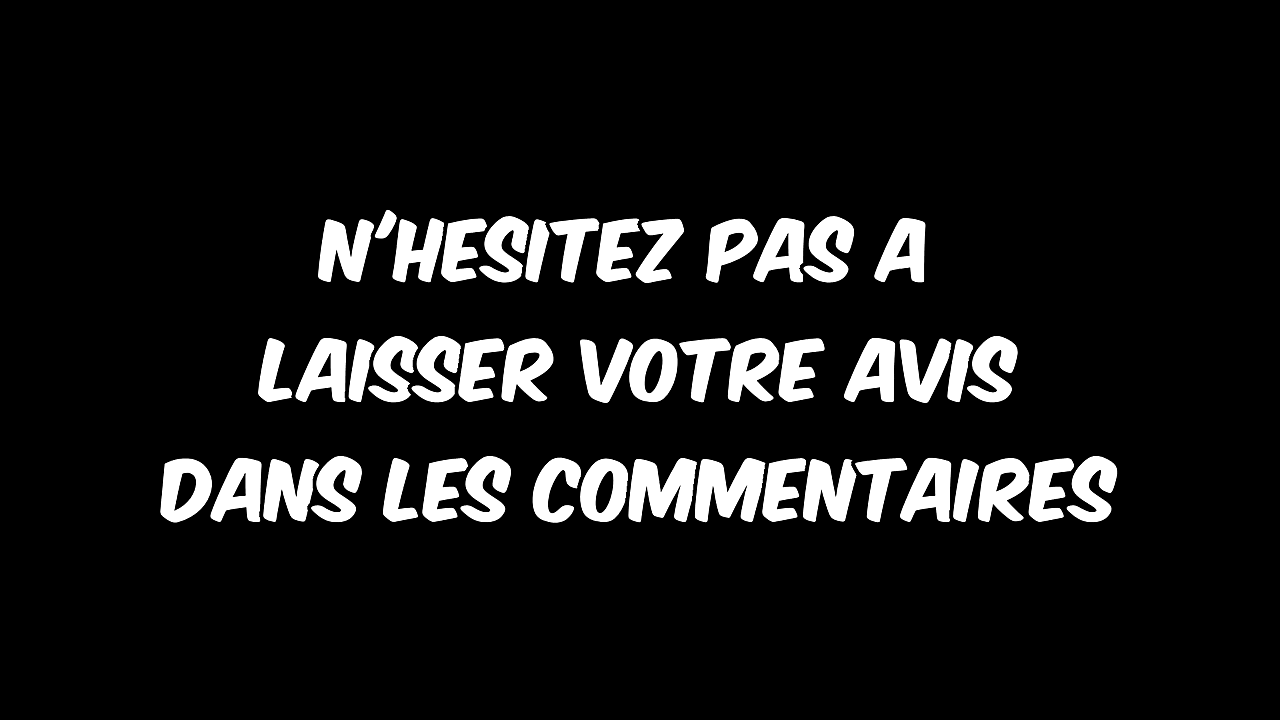 N'HESITEZ PAS A
LAISSER VOTRE AVIS
DANS LES COMMENTAIRES